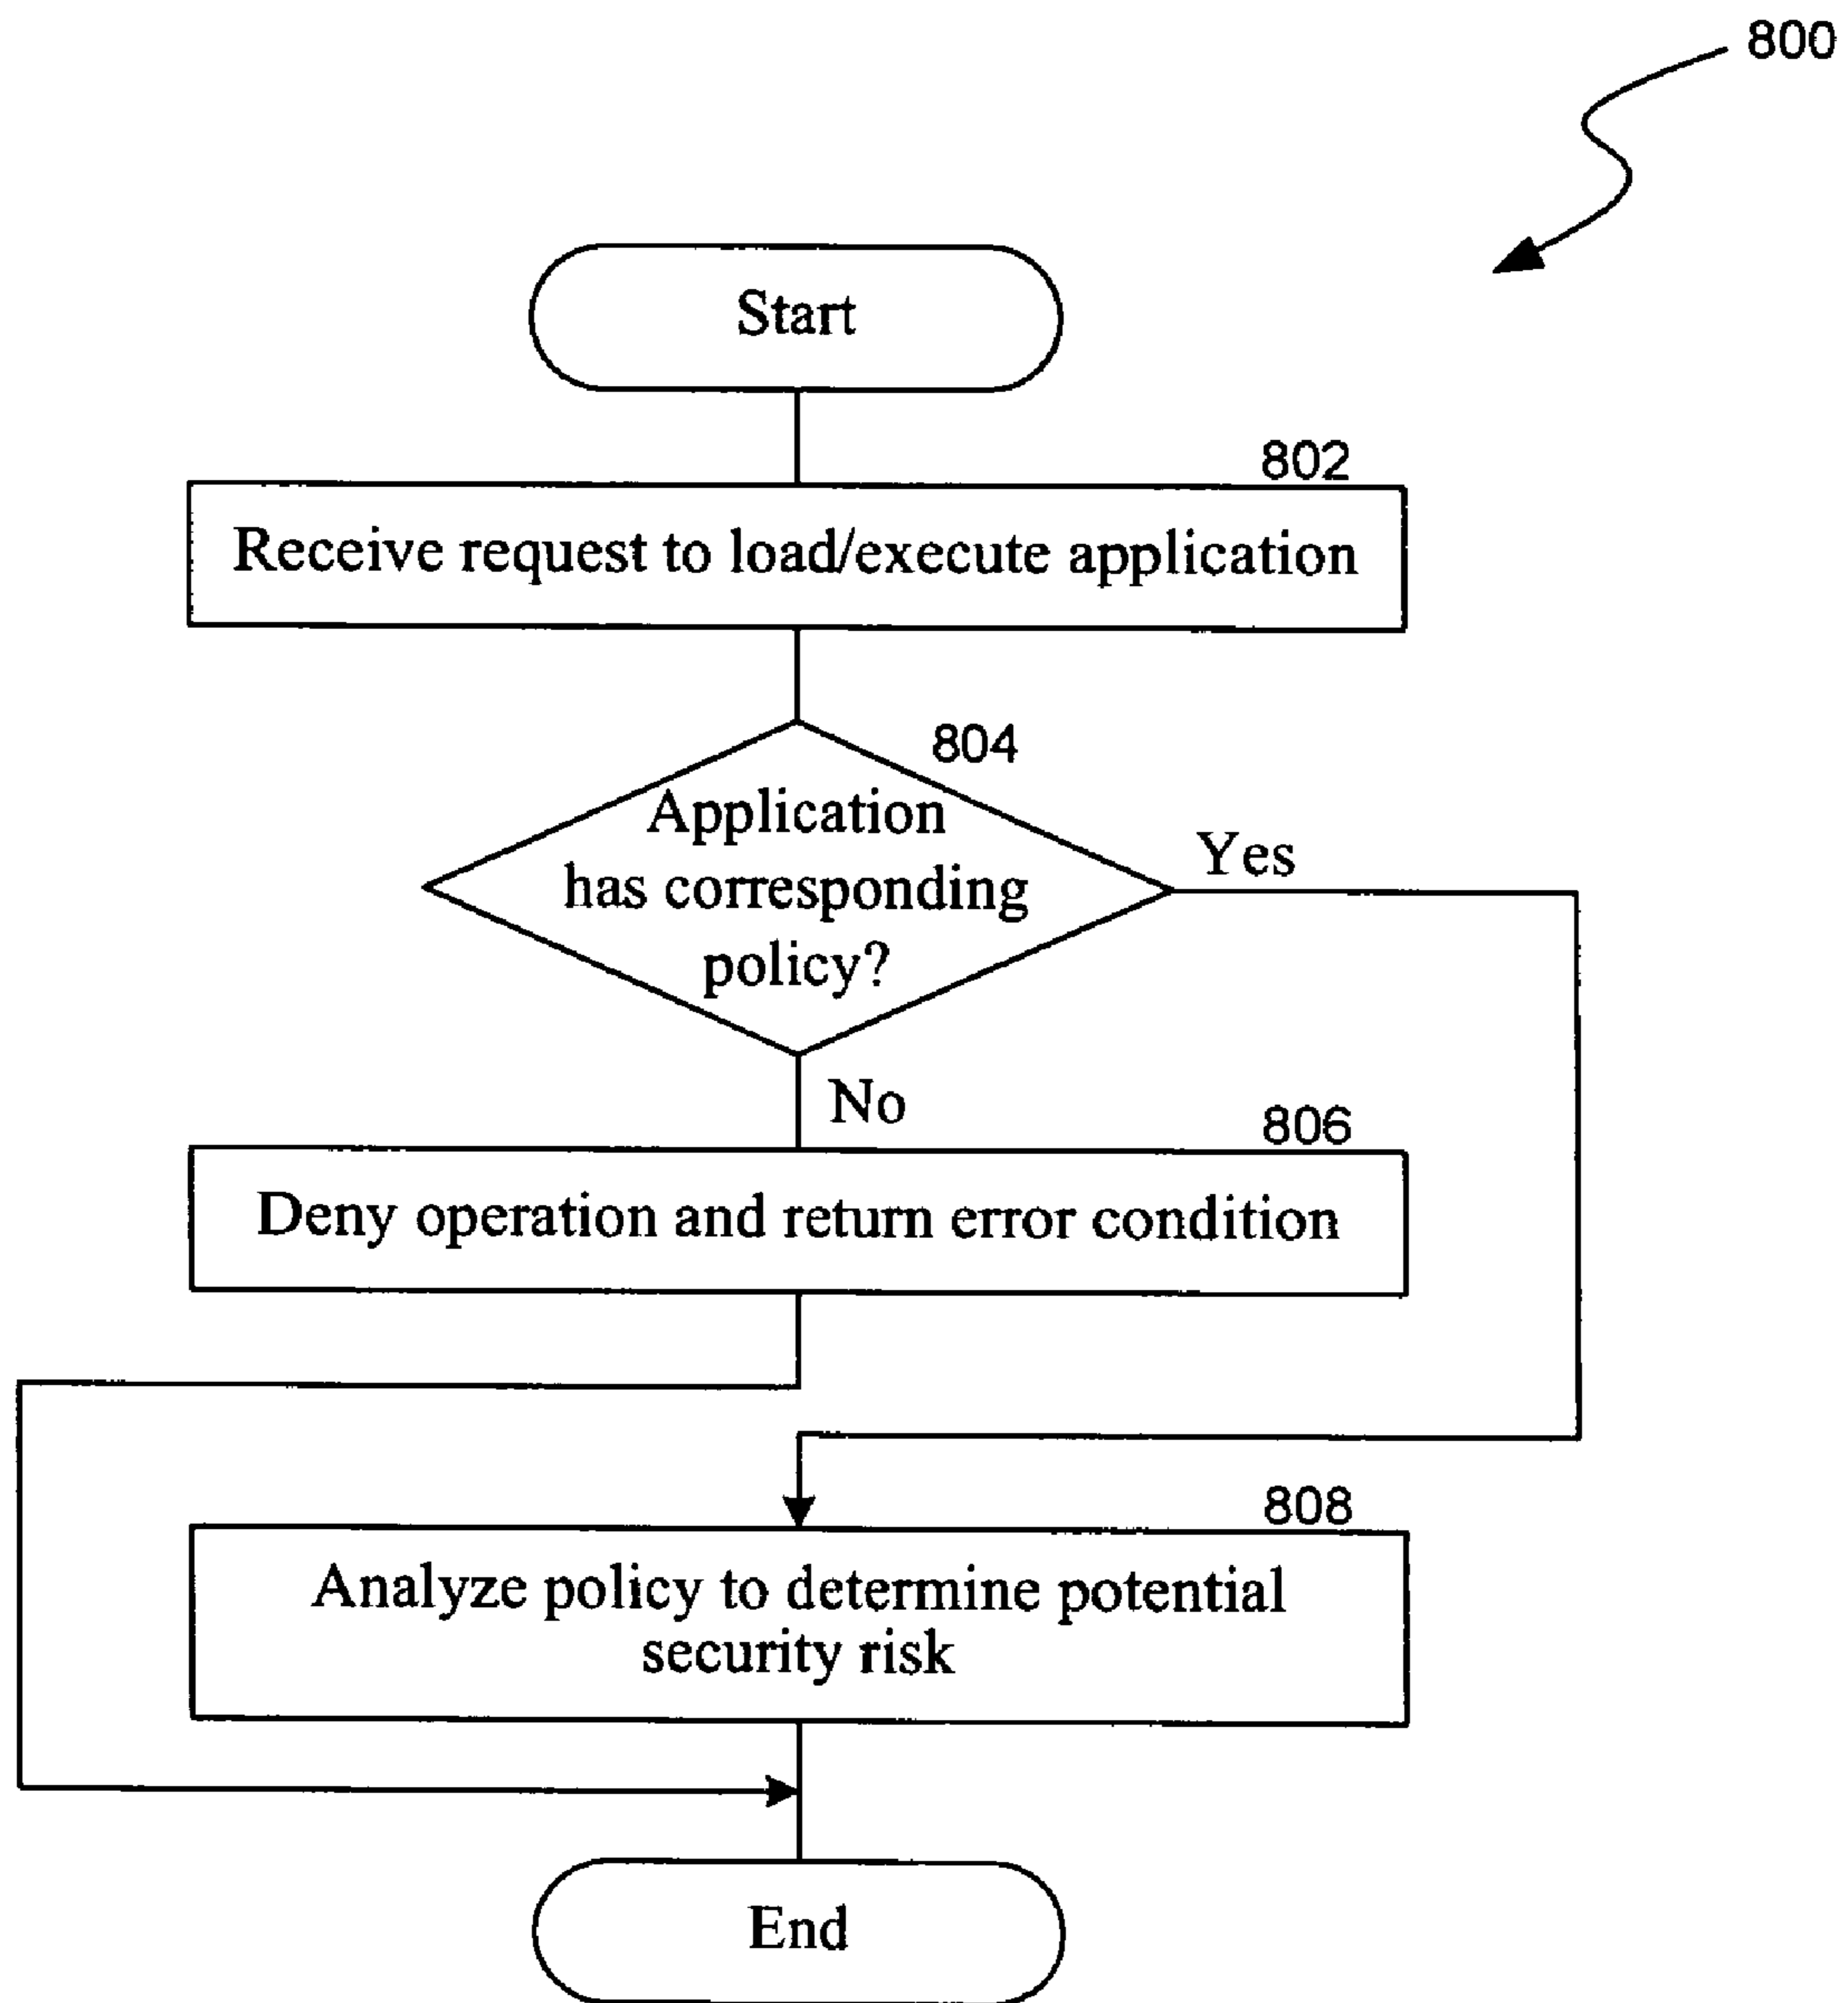 800
Start
802
Receive request to load/execute application
804
Application
has corresponding
policy?
Yes
No
806
Deny operation and return error condition
808
Analyze policy to determine potential
security risk
End